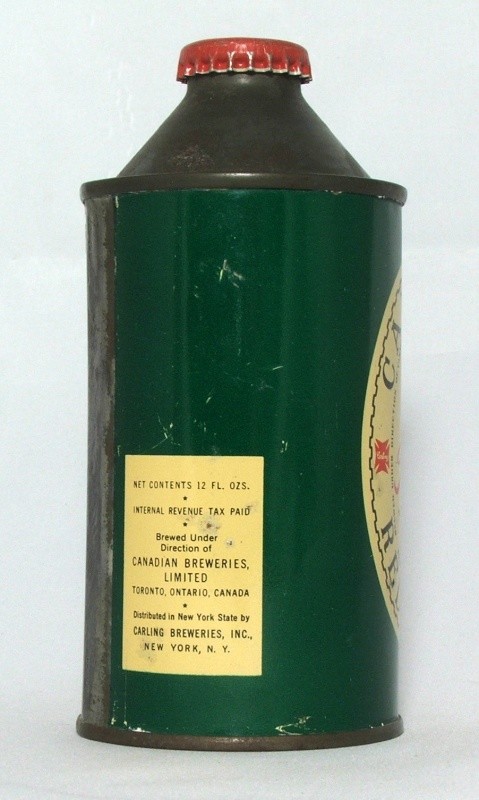 NET CONTENTS 12 FL. OZS.
★
INTERNAL REVENUE TAX PAID
★
Brewed Under
Direction of
CANADIAN BREWERIES,
LIMITED
TORONTO, ONTARIO, CANADA
★
Distributed in New York State by
CARLING BREWERIES, INC.,
NEW YORK, N. Y.
CA